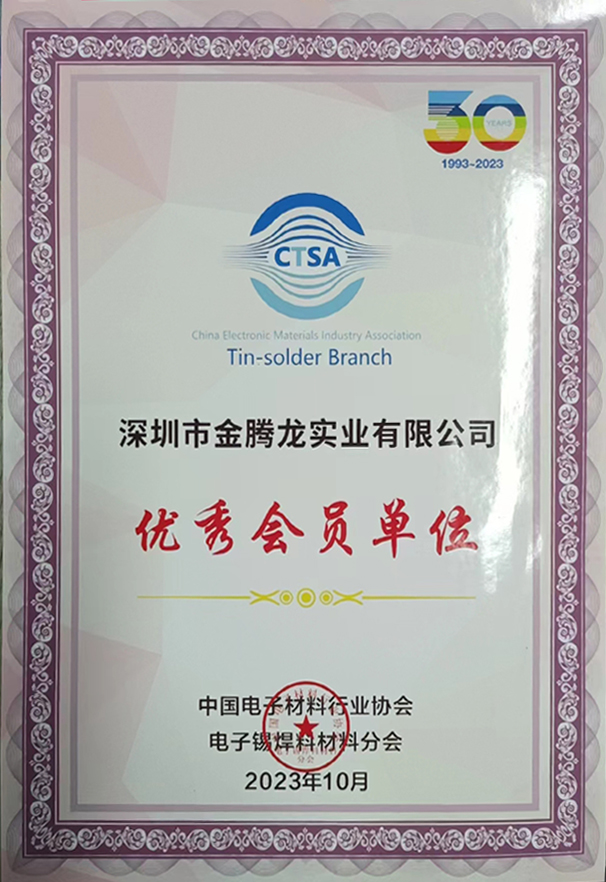 30
YEARS
1993~2023
CTSA
China Electronic Materials Industry Association
Tin-solder Branch
深圳市金腾龙实业有限公司
优秀会员单位
中国电子材料行业协会
电子锡焊料材料分会
2023年10月